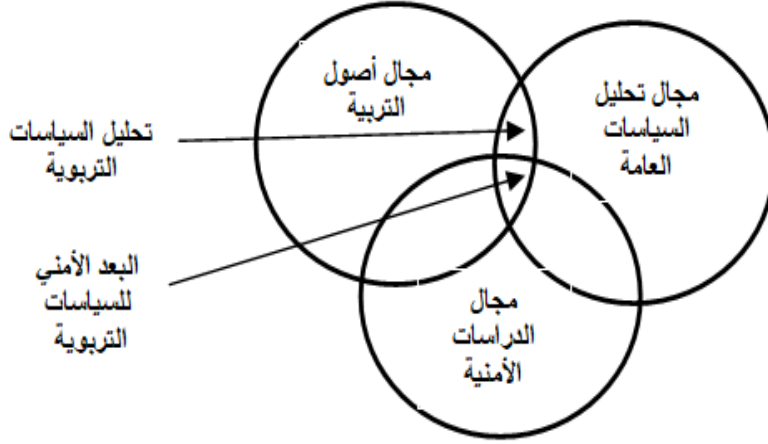 مجال أصول
التربية
مجال تحليل
السياسات
العامة
تحليل السياسات
التربوية
البعد الأمني
للسياسات
التربوية
مجال
الدراسات
الأمنية